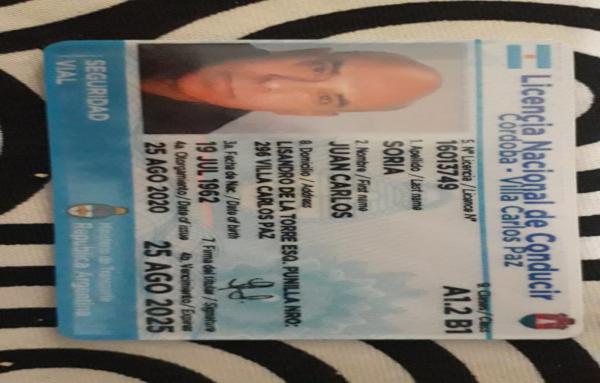 Licencia Nacional de Conducir
Córdoba - Villa Carlos Paz
5. Nº Licencia / Licence Nº
16013749
9. Clases / Class
A1.2 B1
1. Apellido / Last name
SORIA
2. Nombre / First name
JUAN CARLOS
8. Domicilio / Address
LISANDRO DE LA TORRE ESQ. PUNILLA NRO:
296 VILLA CARLOS PAZ
3a. Fecha de Nac. / Date of birth
19 JUL 1962
7. Firma del titular / Signature
4a. Otorgamiento / Date of issue
25 AGO 2020
4b. Vencimiento / Expires
25 AGO 2025
SEGURIDAD
VIAL
Ministerio de Transporte
República Argentina